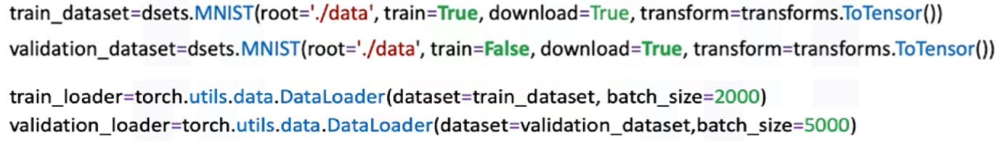 train_dataset=dsets.MNIST(root='./data', train=True, download=True, transform=transforms.ToTensor())
validation_dataset=dsets.MNIST(root='./data', train=False, download=True, transform=transforms.ToTensor())
train_loader=torch.utils.data.DataLoader(dataset=train_dataset, batch_size=2000)
validation_loader=torch.utils.data.DataLoader(dataset=validation_dataset,batch_size=5000)